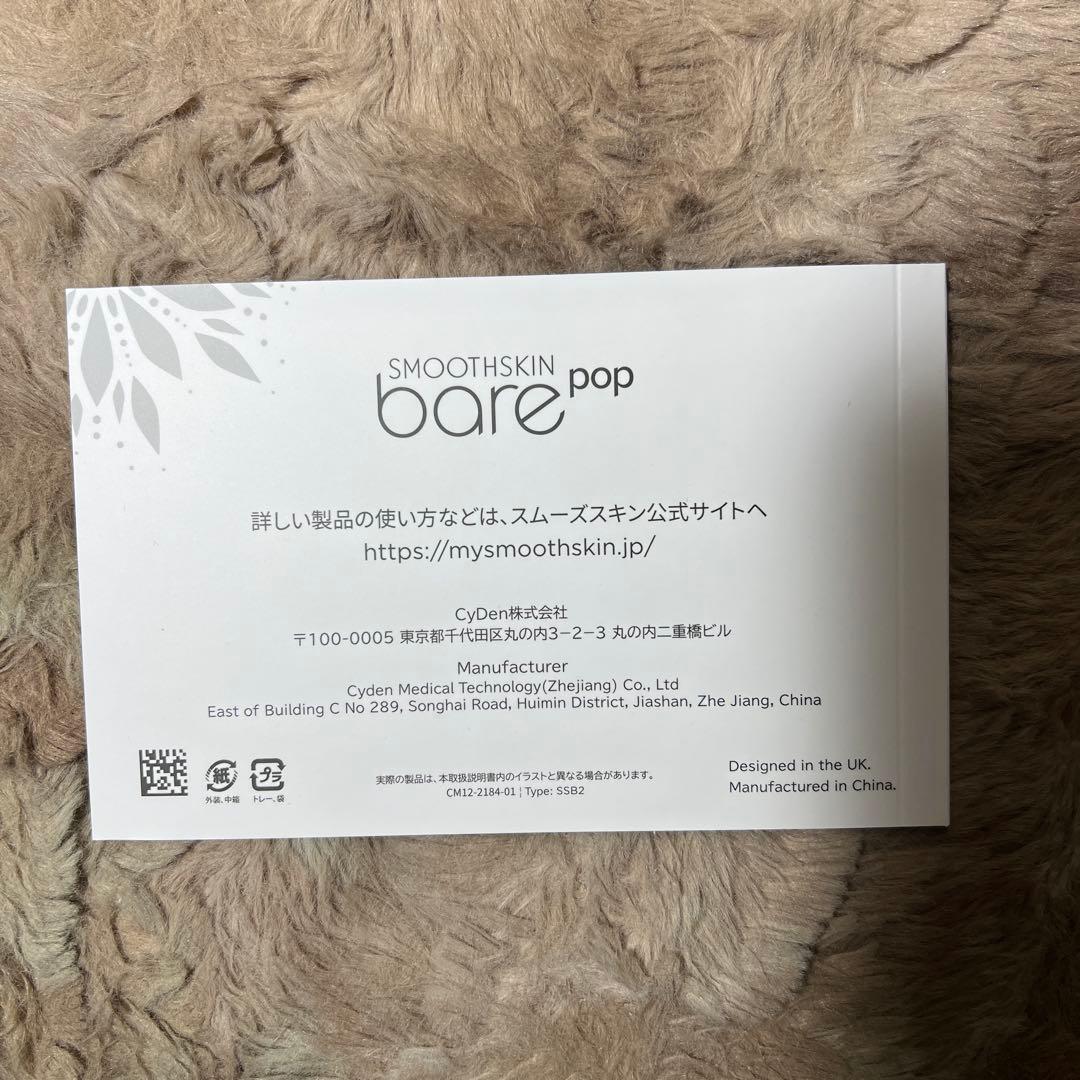 SMOOTHSKIN
bare pop
詳しい製品の使い方などは、スムーズスキン公式サイトへ
https://mysmoothskin.jp/
CyDen株式会社
〒100-0005 東京都千代田区丸の内3−2−3 丸の内二重橋ビル
Manufacturer
Cyden Medical Technology(Zhejiang) Co., Ltd
East of Building C No 289, Songhai Road, Huimin District, Jiashan, Zhe Jiang, China
紙
外装、中箱
プラ
トレー、袋
実際の製品は、本取扱説明書内のイラストと異なる場合があります。
CM12-2184-01 ¦ Type: SSB2
Designed in the UK.
Manufactured in China.